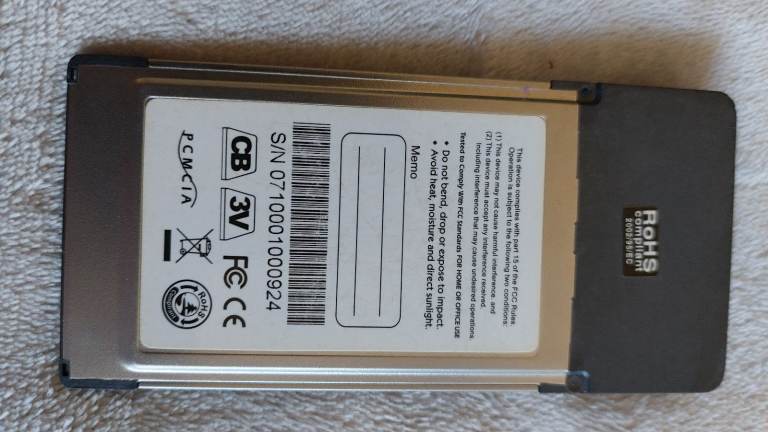 RoHS
compliant
2002/95/EC
This device complies with part 15 of the FCC Rules.
Operation is subject to the following two conditions:
(1) This device may not cause harmful interference, and
(2) This device must accept any interference received,
including interference that may cause undesired operations.
Tested to Comply With FCC Standards FOR HOME OR OFFICE USE
• Do not bend, drop or expose to impact.
• Avoid heat, moisture and direct sunlight.
Memo
S/N 0710001000924
CB 3V FC CE
PCMCIA
RoHS